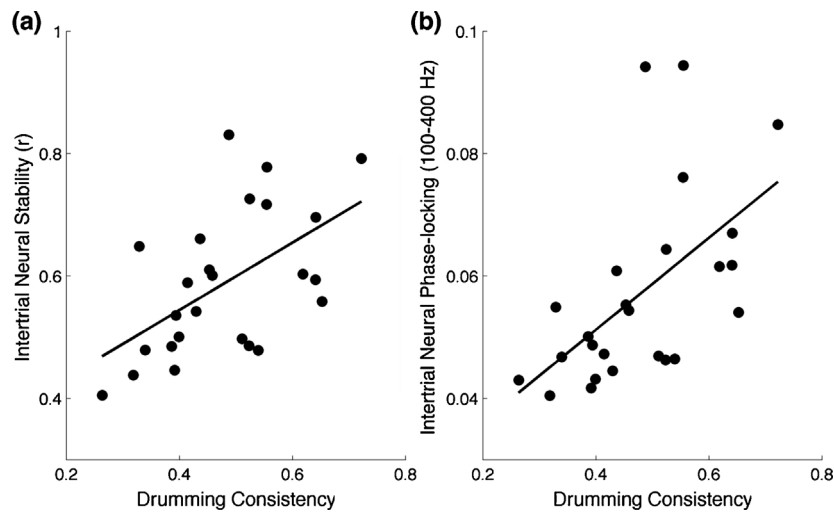 (a)
Intertrial Neural Stability (r)
1
0.8
0.6
0.4
0.2 0.4 0.6 0.8
Drumming Consistency
(b)
Intertrial Neural Phase-locking (100-400 Hz)
0.1
0.08
0.06
0.04
0.2 0.4 0.6 0.8
Drumming Consistency